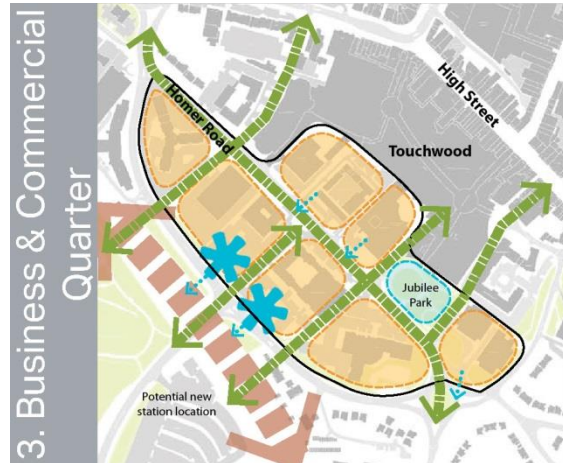 3. Business & Commercial
Quarter
Homer Road
High Street
Touchwood
Jubilee
Park
Potential new
station location